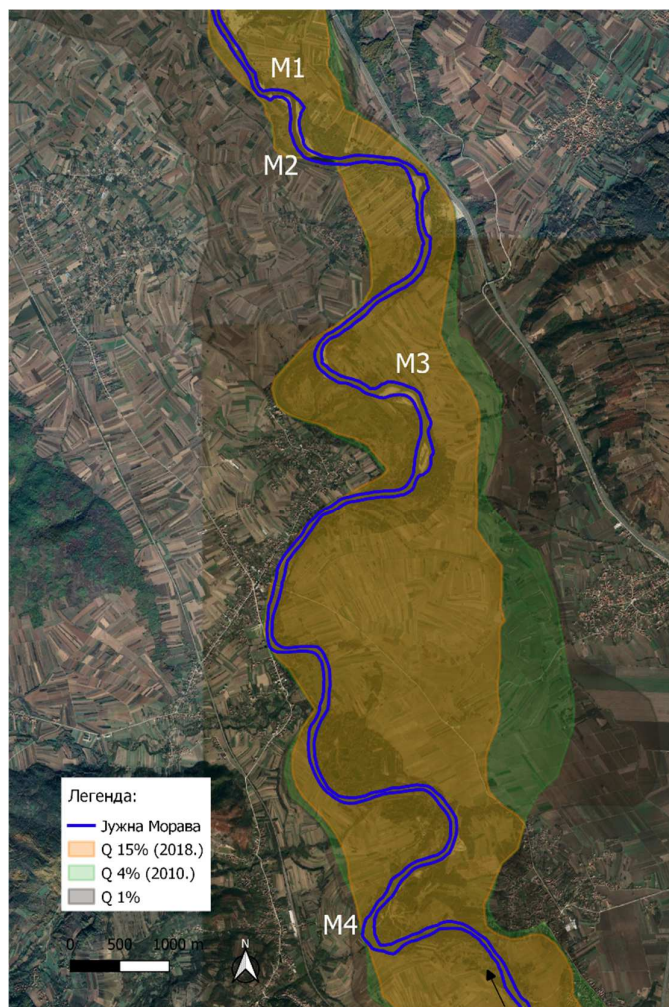 M1
M2
M3
M4
Легенда:
Јужна Морава
Q 15% (2018.)
Q 4% (2010.)
Q 1%
0 500 1000 m
N